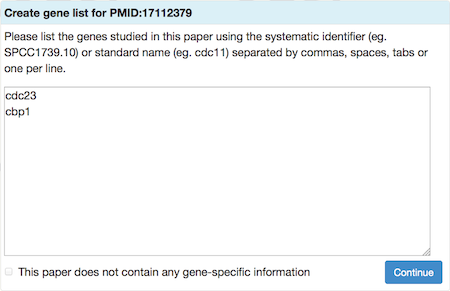 Create gene list for PMID:17112379
Please list the genes studied in this paper using the systematic identifier (eg.
SPCC1739.10) or standard name (eg. cdc11) separated by commas, spaces, tabs or
one per line.
cdc23
cbp1
This paper does not contain any gene-specific information
Continue